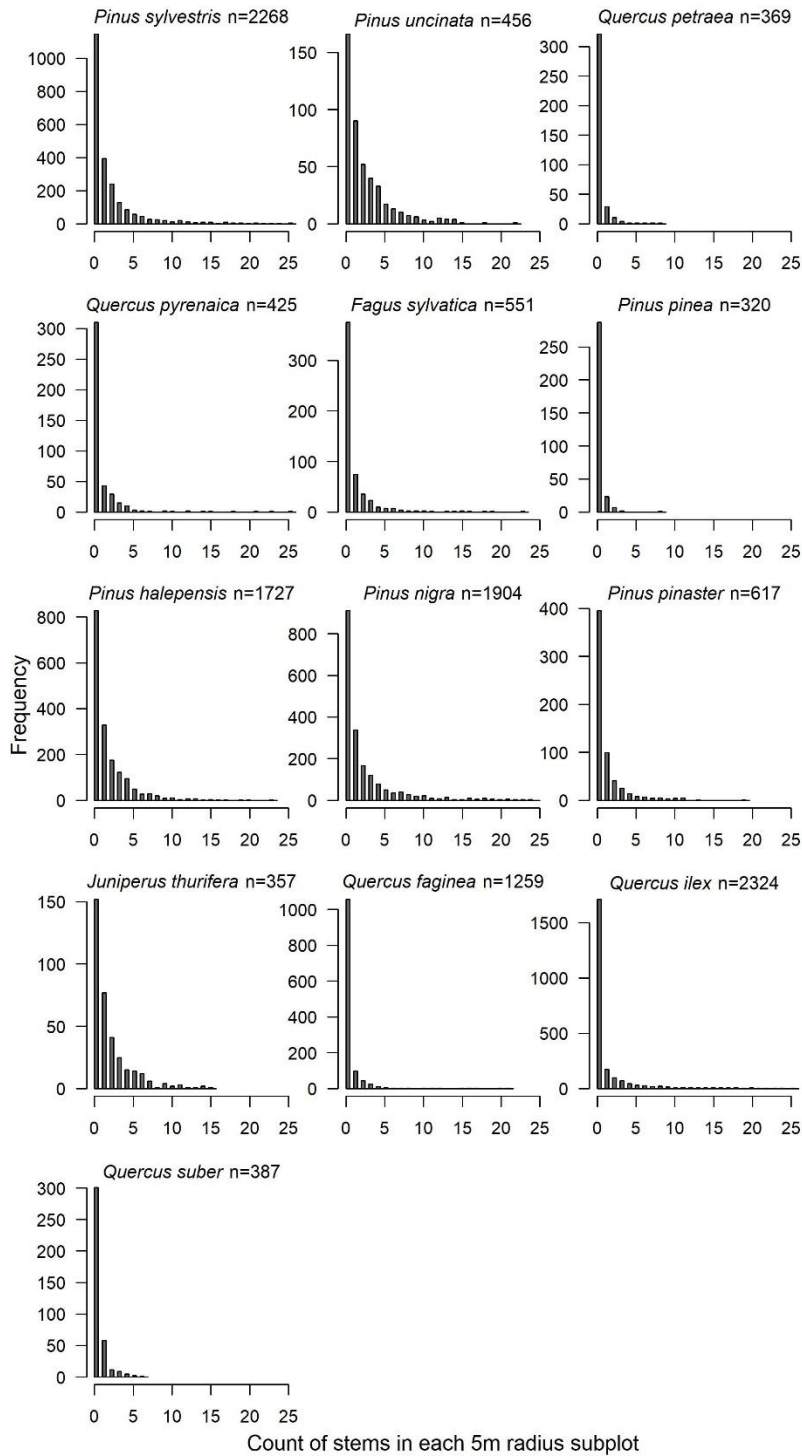 Pinus sylvestris n=2268
Pinus uncinata n=456
Quercus petraea n=369
1000
800
600
400
200
0
0 5 10 15 20 25
150
100
50
0
0 5 10 15 20 25
300
250
200
150
100
50
0
0 5 10 15 20 25
Quercus pyrenaica n=425
Fagus sylvatica n=551
Pinus pinea n=320
300
250
200
150
100
50
0
0 5 10 15 20 25
300
200
100
0
0 5 10 15 20 25
250
200
150
100
50
0
0 5 10 15 20 25
Pinus halepensis n=1727
Pinus nigra n=1904
Pinus pinaster n=617
Frequency
800
600
400
200
0
0 5 10 15 20 25
800
600
400
200
0
0 5 10 15 20 25
400
300
200
100
0
0 5 10 15 20 25
Juniperus thurifera n=357
Quercus faginea n=1259
Quercus ilex n=2324
150
100
50
0
0 5 10 15 20 25
1000
800
600
400
200
0
0 5 10 15 20 25
1500
1000
500
0
0 5 10 15 20 25
Quercus suber n=387
300
250
200
150
100
50
0
0 5 10 15 20 25
Count of stems in each 5m radius subplot